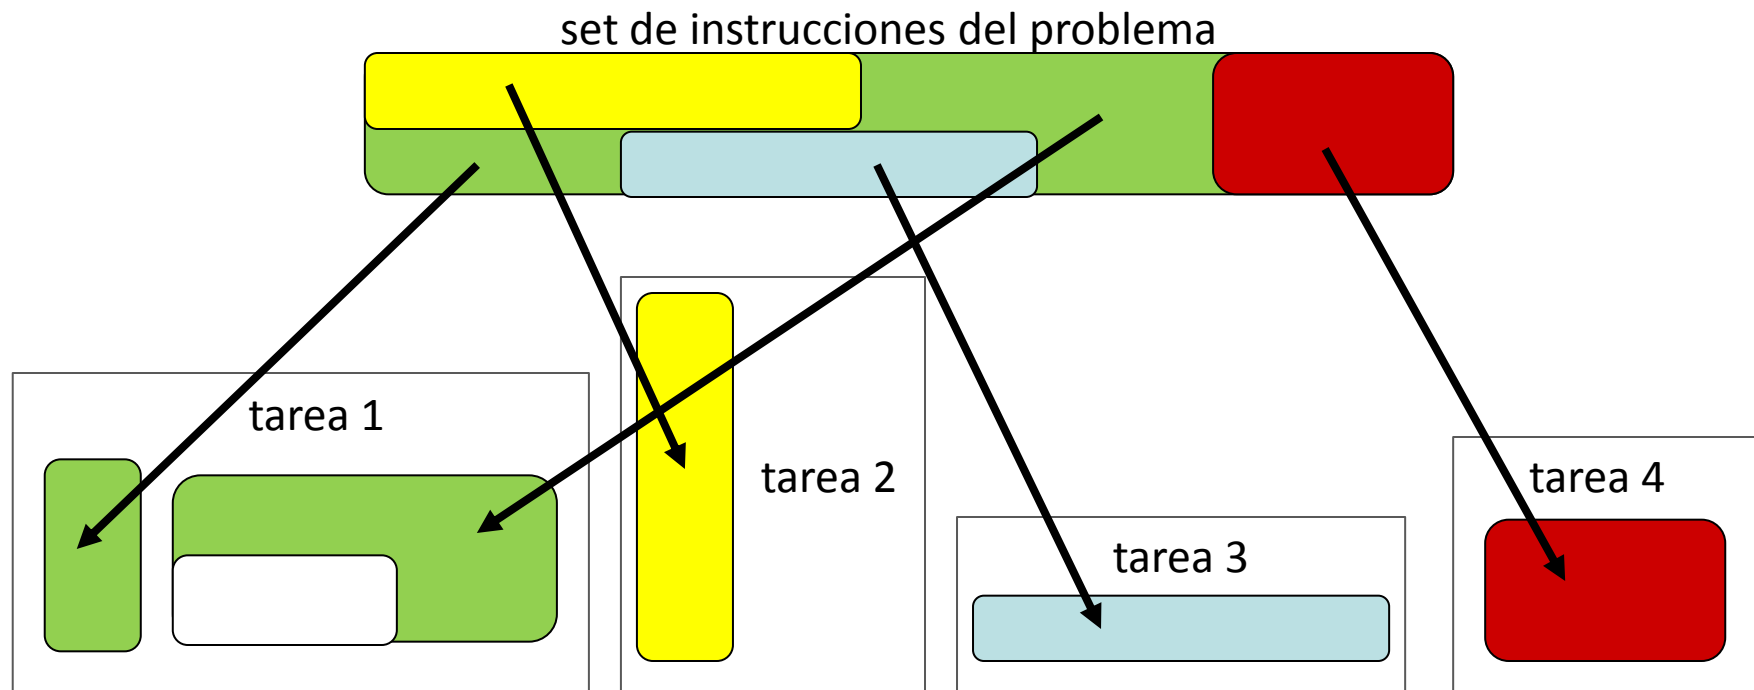 set de instrucciones del problema
tarea 1
tarea 2
tarea 3
tarea 4